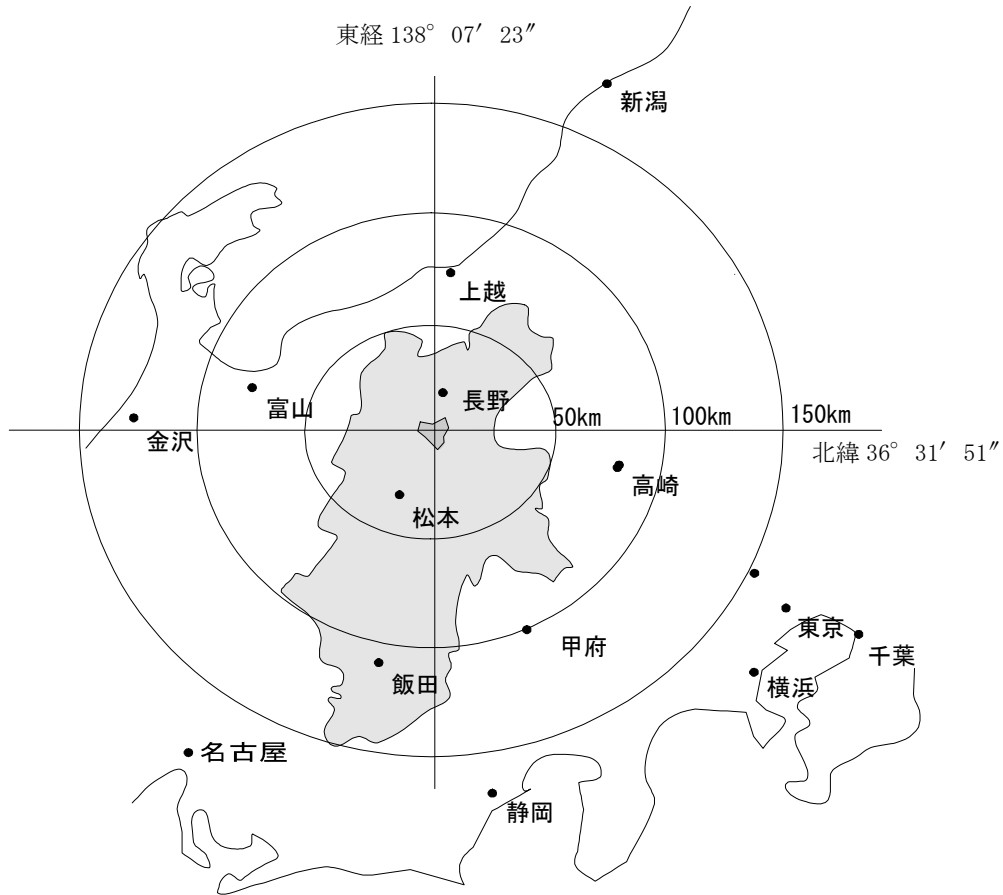 東経 138° 07′ 23″
新潟
上越
長野
富山
50km
100km
150km
金沢
北緯 36° 31′ 51″
高崎
松本
東京
甲府
千葉
飯田
横浜
名古屋
静岡